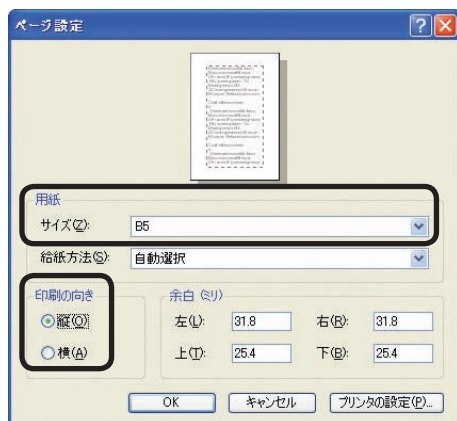 ページ設定
用紙
サイズ(Z): B5
給紙方法(S): 自動選択
印刷の向き
縦(O)
横(A)
余白 (ミリ)
左(L): 31.8 右(R): 31.8
上(T): 25.4 下(B): 25.4
OK キャンセル プリンタの設定(P)...